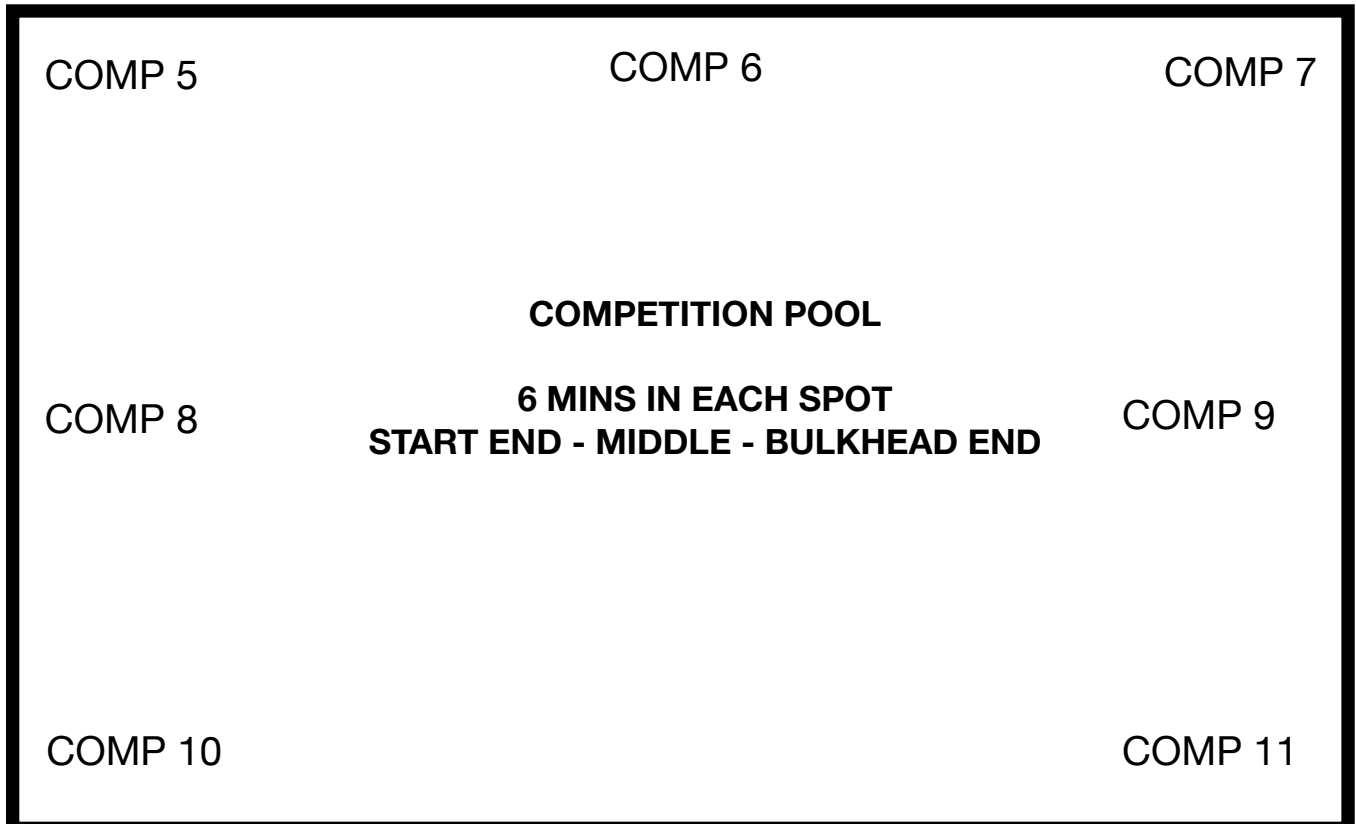 COMP 5
COMP 6
COMP 7
COMPETITION POOL
6 MINS IN EACH SPOT
START END - MIDDLE - BULKHEAD END
COMP 8
COMP 9
COMP 10
COMP 11